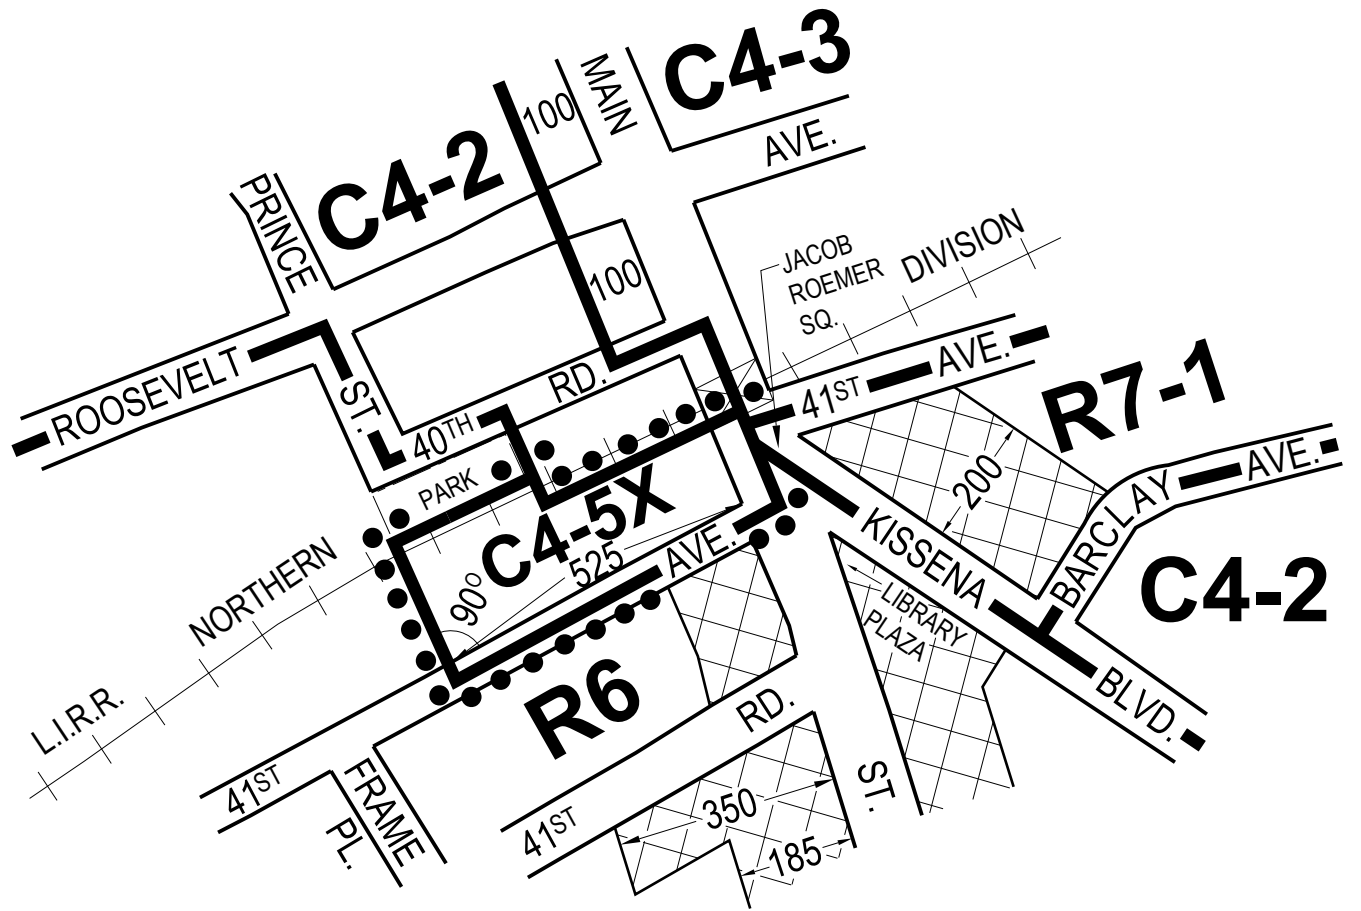 C4-3
MAIN
100
C4-2
AVE.
PRINCE
JACOB
ROEMER
SQ.
DIVISION
100
ROOSEVELT
ST.
RD.
AVE.
41ST
R7-1
40TH
PARK
200
AVE.
C4-5X
BARCLAY
KISSENA
AVE.
525
90O
NORTHERN
C4-2
LIBRARY
PLAZA
R6
L.I.R.R.
RD.
BLVD.
41ST
FRAME
PL.
ST.
350
41ST
185